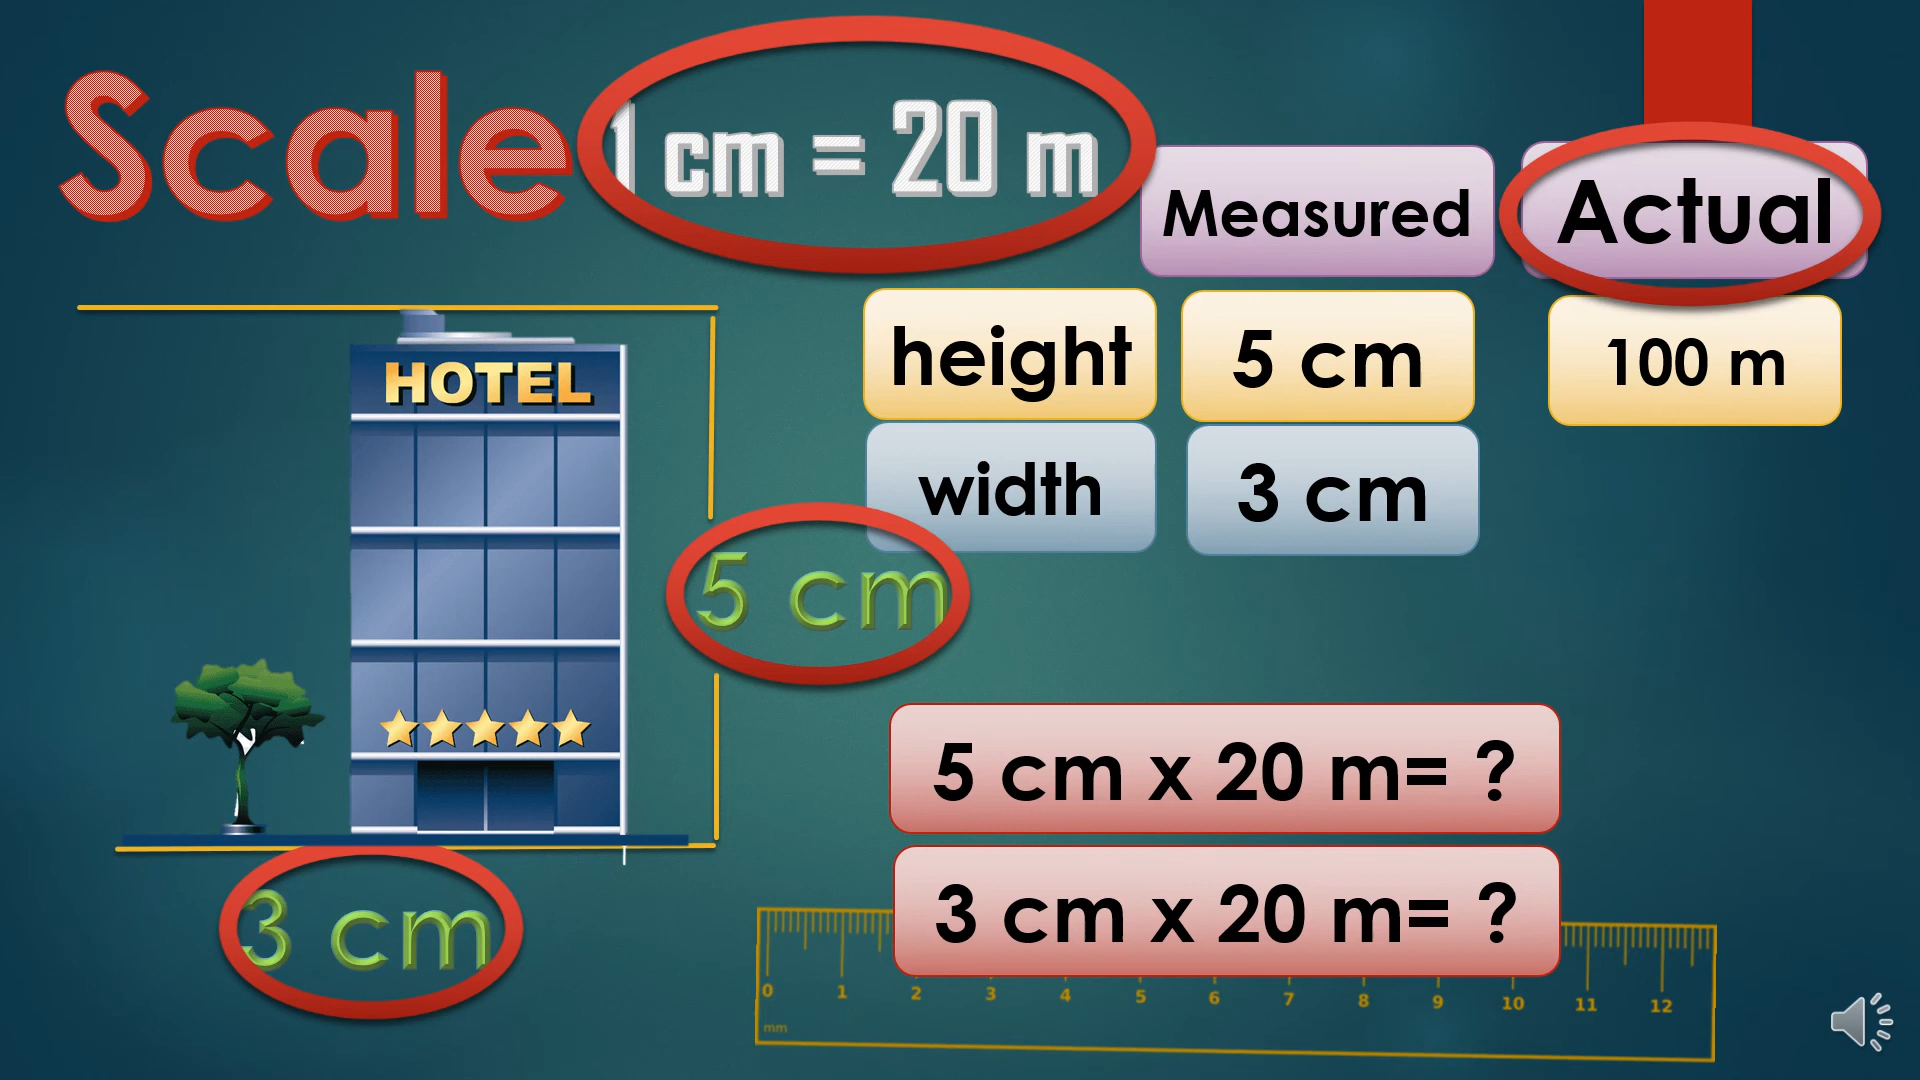 Scale 1 cm = 20 m
Measured Actual
height 5 cm 100 m
width 3 cm
HOTEL
5 cm
5 cm x 20 m= ?
3 cm x 20 m= ?
3 cm
0 1 2 3 4 5 6 7 8 9 10 11 12
mm